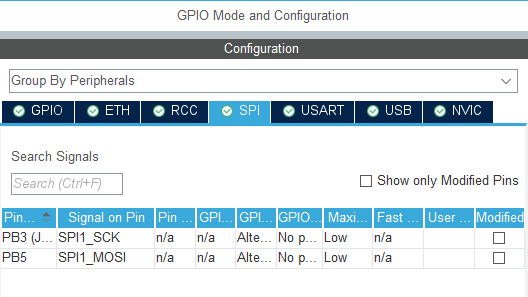 GPIO Mode and Configuration
Configuration
Group By Peripherals
GPIO ETH RCC SPI USART USB NVIC
Search Signals
Search (Ctrl+F)
Show only Modified Pins
Pin... Signal on Pin Pin ... GPI... GPI... GPIO... Maxi... Fast ... User ... Modified
PB3 (J... SPI1_SCK n/a n/a Alte... No p... Low n/a
PB5 SPI1_MOSI n/a n/a Alte... No p... Low n/a